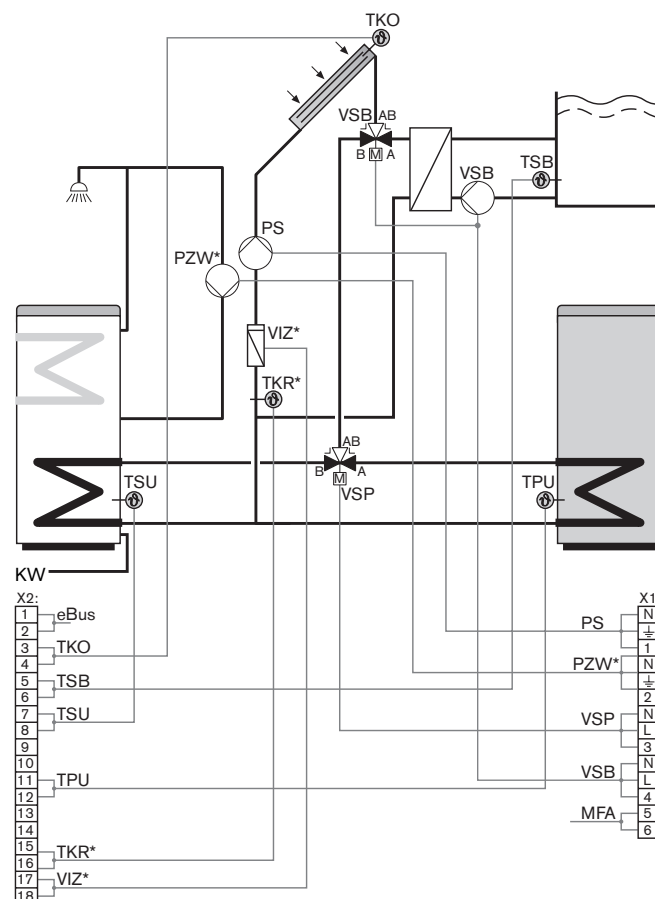 TKO
VSB AB
B M A
VSB
TSB
PS
PZW*
VIZ*
TKR*
AB
B A
M
VSP
TSU
TPU
KW
X2:
1 eBus
2
3 TKO
4
5 TSB
6
7 TSU
8
9
10
11 TPU
12
13
14
15 TKR*
16
17 VIZ*
18
X1
PS N
⏚
1
PZW* N
⏚
2
VSP N
L
3
VSB N
L
4
MFA 5
6